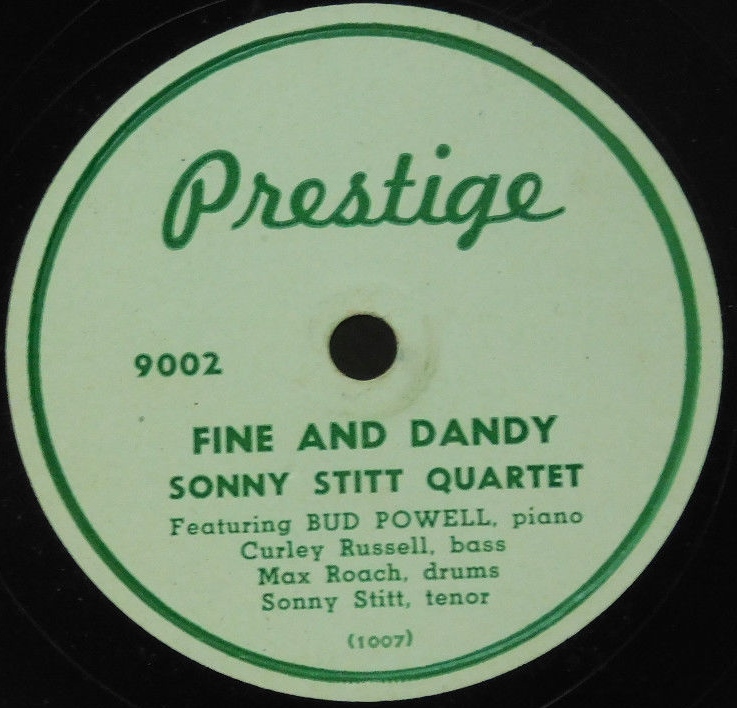 Prestige
9002
FINE AND DANDY
SONNY STITT QUARTET
Featuring BUD POWELL, piano
Curley Russell, bass
Max Roach, drums
Sonny Stitt, tenor
(1007)